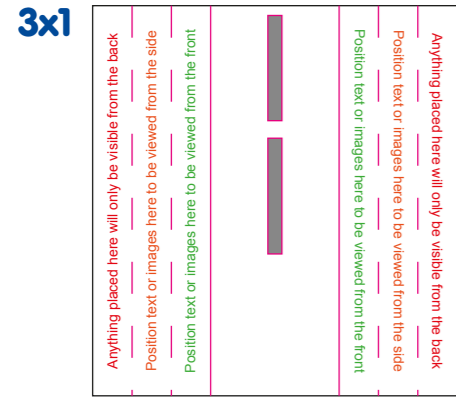 3x1
Anything placed here will only be visible from the back
Position text or images here to be viewed from the side
Position text or images here to be viewed from the front
Position text or images here to be viewed from the front
Position text or images here to be viewed from the side
Anything placed here will only be visible from the back